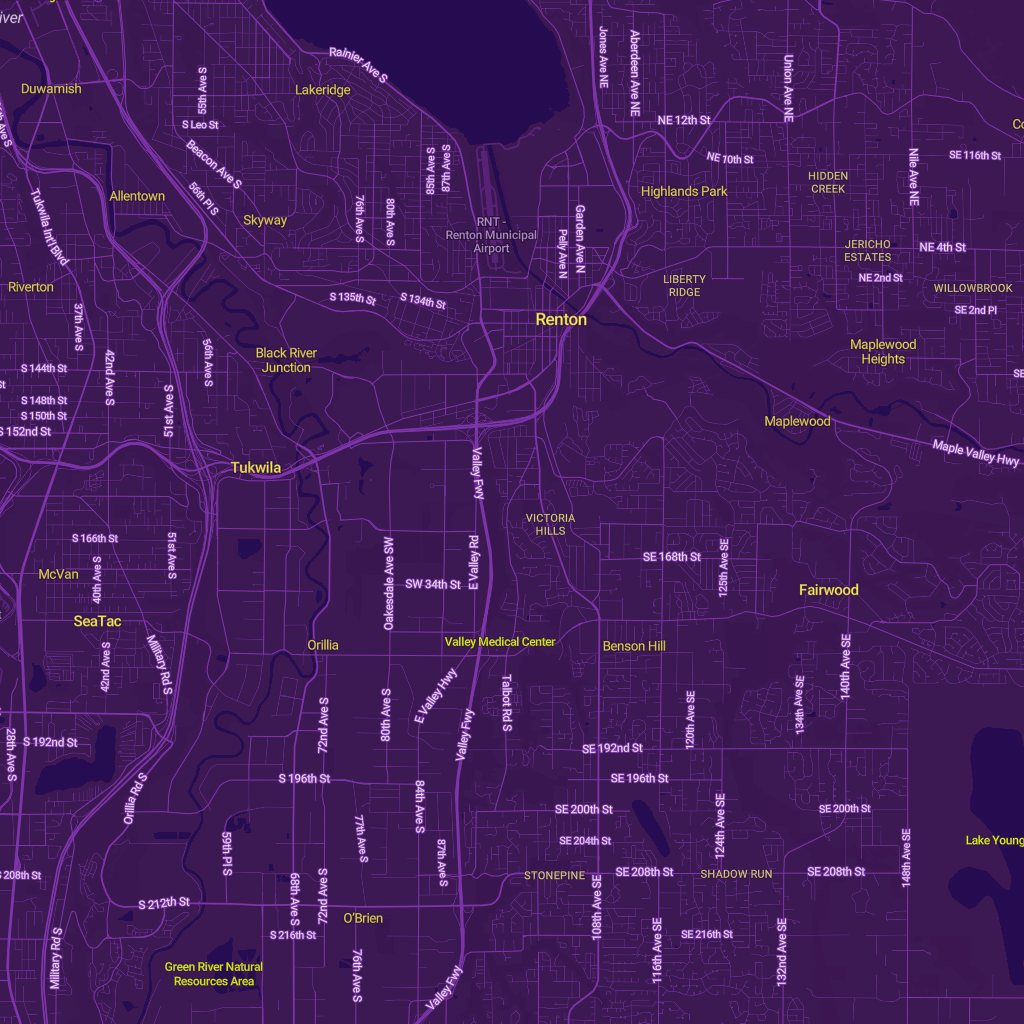 iver
Rainier Ave S
Jones Ave NE
Aberdeen Ave NE
Union Ave NE
Duwamish
55th Ave S
Lakeridge
S Leo St
NE 12th St
Beacon Ave S
85th Ave S
87th Ave S
NE 10th St
Nile Ave NE
SE 116th St
HIDDEN
CREEK
Allentown
56th Pl S
Highlands Park
Skyway
76th Ave S
80th Ave S
Tukwila Int'l Blvd
RNT -
Renton Municipal
Airport
Garden Ave N
Pelly Ave N
JERICHO
ESTATES
NE 4th St
Riverton
LIBERTY
RIDGE
NE 2nd St
WILLOWBROOK
S 135th St
S 134th St
SE 2nd Pl
37th Ave S
Renton
Maplewood
Heights
Black River
Junction
56th Ave S
42nd Ave S
S 144th St
SE
51st Ave S
S 148th St
S 150th St
S 152nd St
Maplewood
Maple Valley Hwy
Tukwila
Valley Fwy
VICTORIA
HILLS
S 166th St
51st Ave S
Oakesdale Ave SW
E Valley Rd
SE 168th St
125th Ave SE
McVan
40th Ave S
SW 34th St
Fairwood
SeaTac
Orillia
Valley Medical Center
Benson Hill
Military Rd S
42nd Ave S
140th Ave SE
E Valley Hwy
Talbot Rd S
72nd Ave S
80th Ave S
120th Ave SE
134th Ave SE
Valley Fwy
28th Ave S
S 192nd St
SE 192nd St
S 196th St
SE 196th St
Orillia Rd S
84th Ave S
SE 200th St
SE 200th St
124th Ave SE
59th Pl S
77th Ave S
87th Ave S
SE 204th St
148th Ave SE
Lake Young
S 208th St
STONEPINE
SE 208th St
SHADOW RUN
SE 208th St
68th Ave S
72nd Ave S
S 212th St
O'Brien
108th Ave SE
S 216th St
116th Ave SE
SE 216th St
132nd Ave SE
Military Rd S
76th Ave S
Green River Natural
Resources Area
Valley Fwy